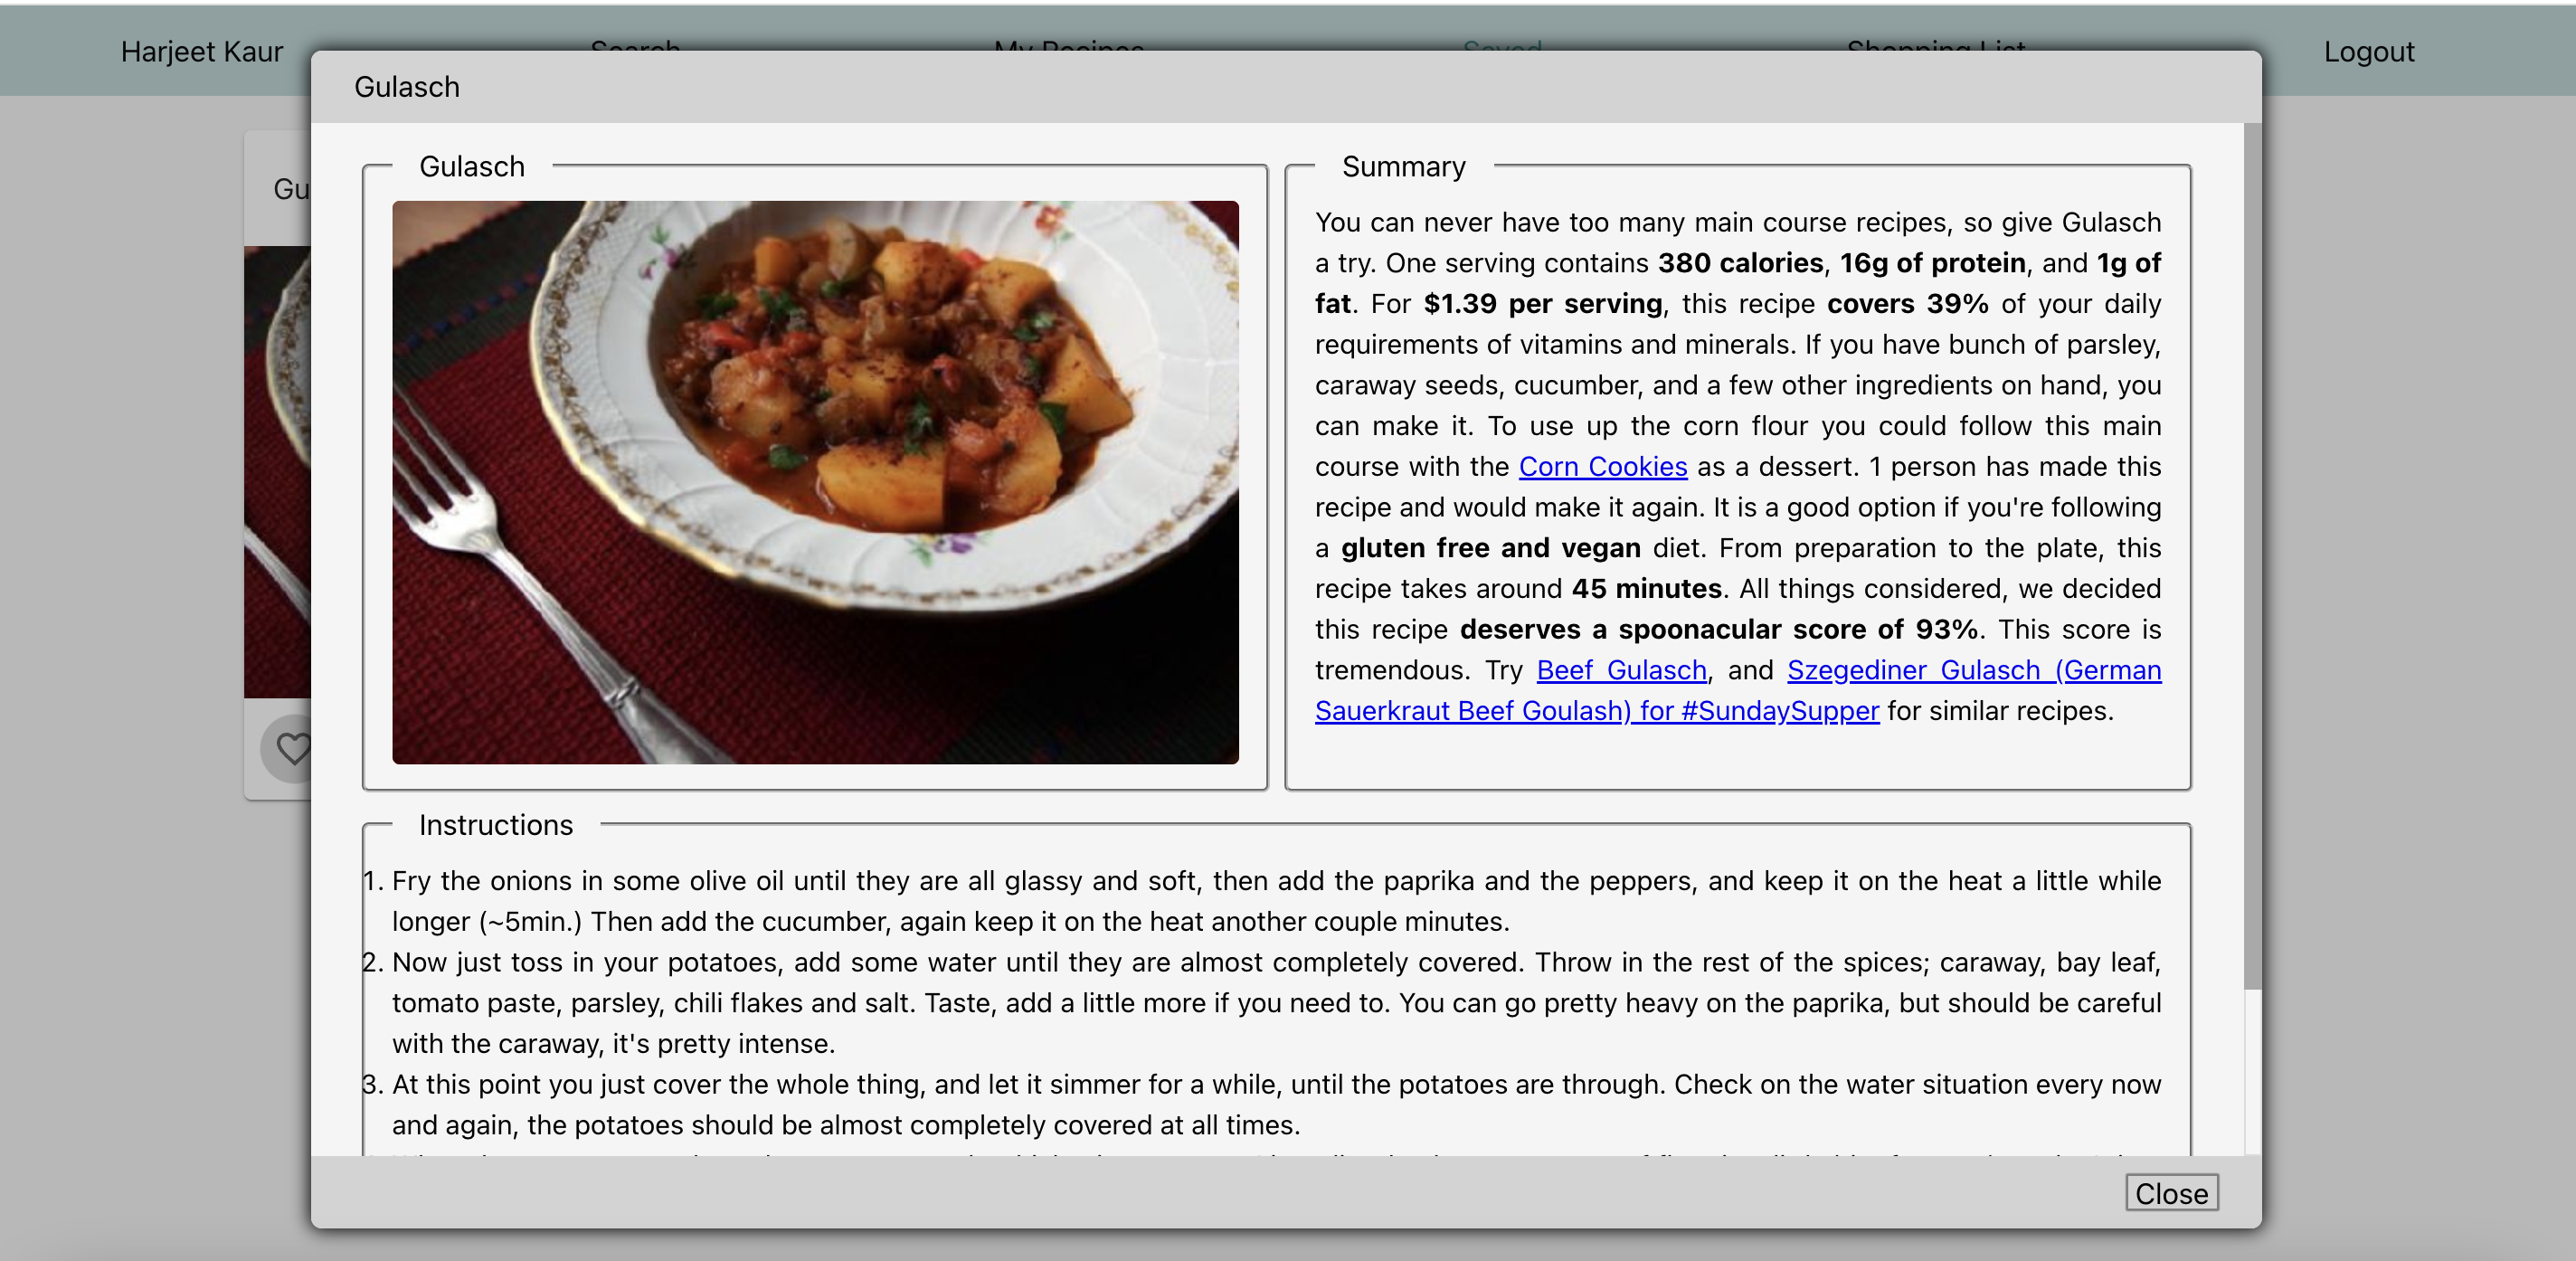 Harjeet Kaur Search My Recipes Saved Shopping List Logout
Gulasch
Gu
Gulasch
Summary
You can never have too many main course recipes, so give Gulasch
a try. One serving contains 380 calories, 16g of protein, and 1g of
fat. For $1.39 per serving, this recipe covers 39% of your daily
requirements of vitamins and minerals. If you have bunch of parsley,
caraway seeds, cucumber, and a few other ingredients on hand, you
can make it. To use up the corn flour you could follow this main
course with the Corn Cookies as a dessert. 1 person has made this
recipe and would make it again. It is a good option if you're following
a gluten free and vegan diet. From preparation to the plate, this
recipe takes around 45 minutes. All things considered, we decided
this recipe deserves a spoonacular score of 93%. This score is
tremendous. Try Beef Gulasch, and Szegediner Gulasch (German
Sauerkraut Beef Goulash) for #SundaySupper for similar recipes.
Instructions
1. Fry the onions in some olive oil until they are all glassy and soft, then add the paprika and the peppers, and keep it on the heat a little while
longer (~5min.) Then add the cucumber, again keep it on the heat another couple minutes.
2. Now just toss in your potatoes, add some water until they are almost completely covered. Throw in the rest of the spices; caraway, bay leaf,
tomato paste, parsley, chili flakes and salt. Taste, add a little more if you need to. You can go pretty heavy on the paprika, but should be careful
with the caraway, it's pretty intense.
3. At this point you just cover the whole thing, and let it simmer for a while, until the potatoes are through. Check on the water situation every now
and again, the potatoes should be almost completely covered at all times.
Close